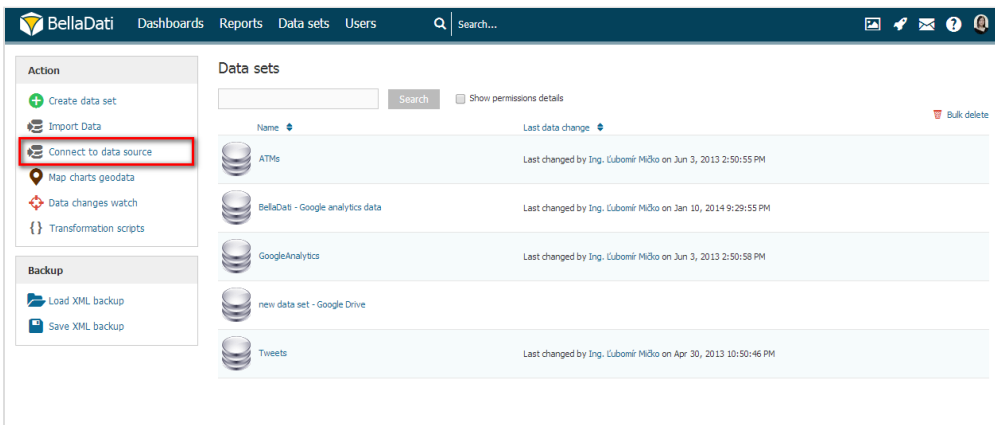 BellaDati Dashboards Reports Data sets Users Search...
Action
Create data set
Import Data
Connect to data source
Map charts geodata
Data changes watch
{ } Transformation scripts
Backup
Load XML backup
Save XML backup
Data sets
Search Show permissions details
Bulk delete
Name Last data change
ATMs Last changed by Ing. Ľubomír Mičko on Jun 3, 2013 2:50:55 PM
BellaDati - Google analytics data Last changed by Ing. Ľubomír Mičko on Jan 10, 2014 9:29:55 PM
GoogleAnalytics Last changed by Ing. Ľubomír Mičko on Jun 3, 2013 2:50:58 PM
new data set - Google Drive
Tweets Last changed by Ing. Ľubomír Mičko on Apr 30, 2013 10:50:46 PM